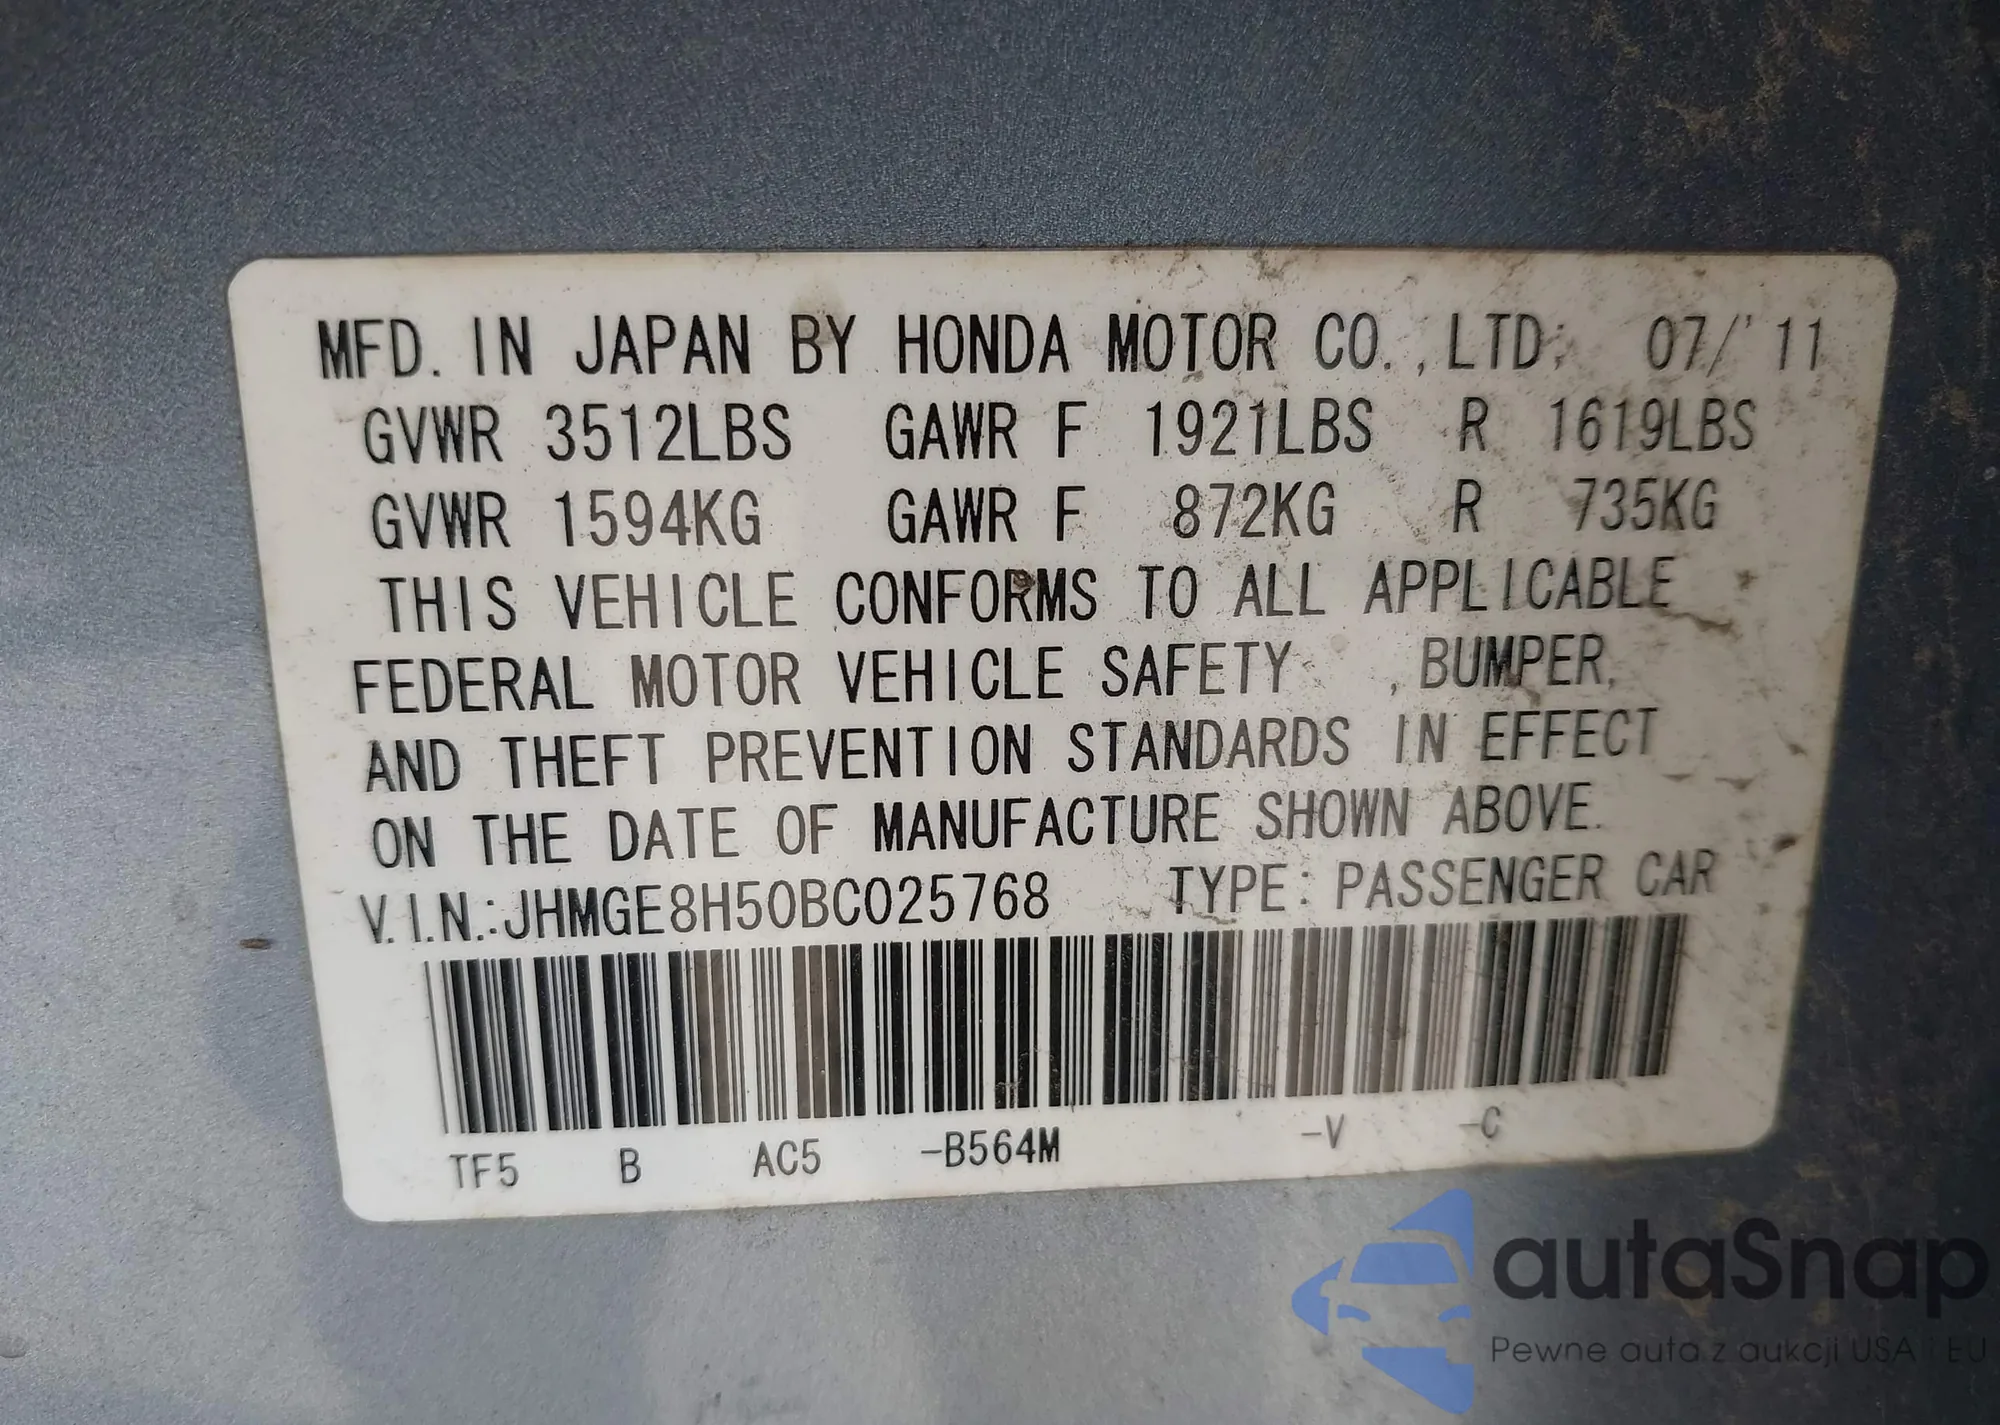 MFD. IN JAPAN BY HONDA MOTOR CO., LTD. 07/'11
GVWR 3512LBS GAWR F 1921LBS R 1619LBS
GVWR 1594KG GAWR F 872KG R 735KG
THIS VEHICLE CONFORMS TO ALL APPLICABLE
FEDERAL MOTOR VEHICLE SAFETY , BUMPER,
AND THEFT PREVENTION STANDARDS IN EFFECT
ON THE DATE OF MANUFACTURE SHOWN ABOVE.
V.I.N.:JHMGE8H50BC025768 TYPE: PASSENGER CAR
TF5 B AC5 -B564M -V -C
autaSnap
Pewne auta z aukcji USA i EU